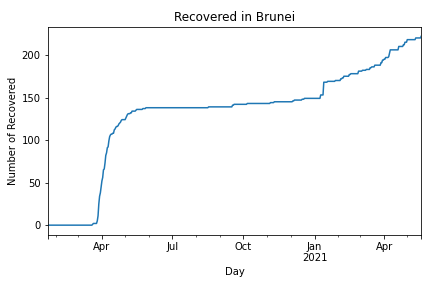 Recovered in Brunei
Number of Recovered
200
150
100
50
0
Apr
Jul
Oct
Jan
2021
Apr
Day